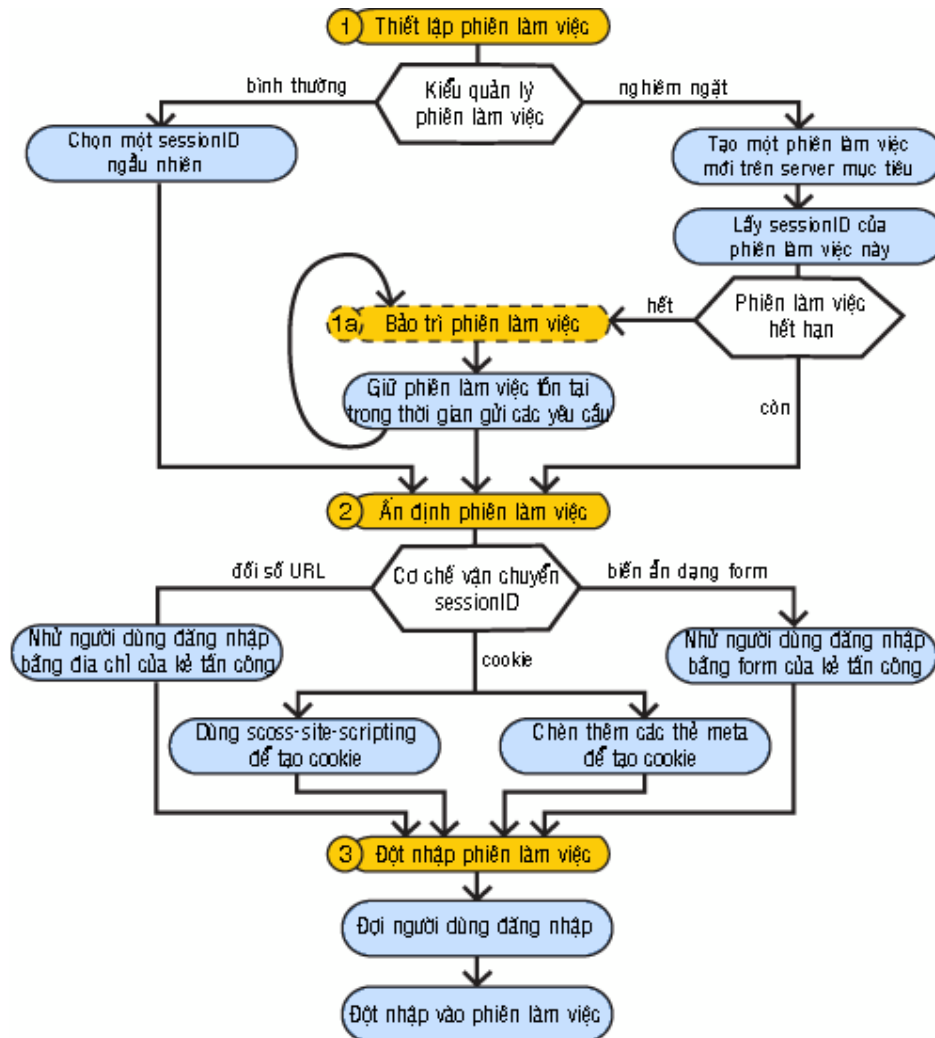 1 Thiết lập phiên làm việc
bình thường
Kiểu quản lý
phiên làm việc
nghiêm ngặt
Chọn một sessionID
ngẫu nhiên
Tạo một phiên làm việc
mới trên server mục tiêu
Lấy sessionID của
phiên làm việc này
1a Bảo trì phiên làm việc
hết
Phiên làm việc
hết hạn
Giữ phiên làm việc tồn tại
trong thời gian gửi các yêu cầu
còn
2 Ấn định phiên làm việc
đối số URL
Cơ chế vận chuyển
sessionID
biến ẩn dạng form
Nhử người dùng đăng nhập
bằng đia chỉ của kẻ tấn công
cookie
Nhử người dùng đăng nhập
bằng form của kẻ tấn công
Dùng scoss-site-scripting
để tạo cookie
Chèn thêm các thẻ meta
để tạo cookie
3 Đột nhập phiên làm việc
Đợi người dùng đăng nhập
Đột nhập vào phiên làm việc